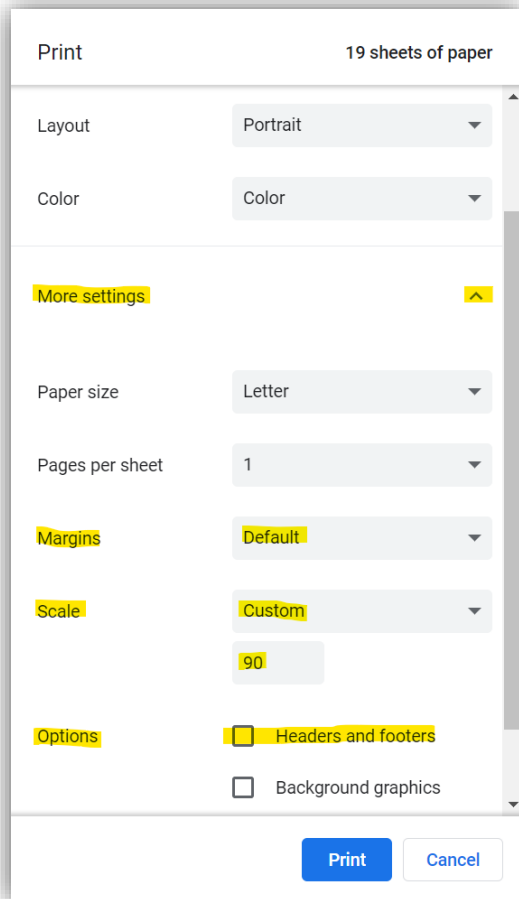 Print 19 sheets of paper
Layout Portrait
Color Color
More settings
Paper size Letter
Pages per sheet 1
Margins Default
Scale Custom
90
Options Headers and footers
Background graphics
Print Cancel